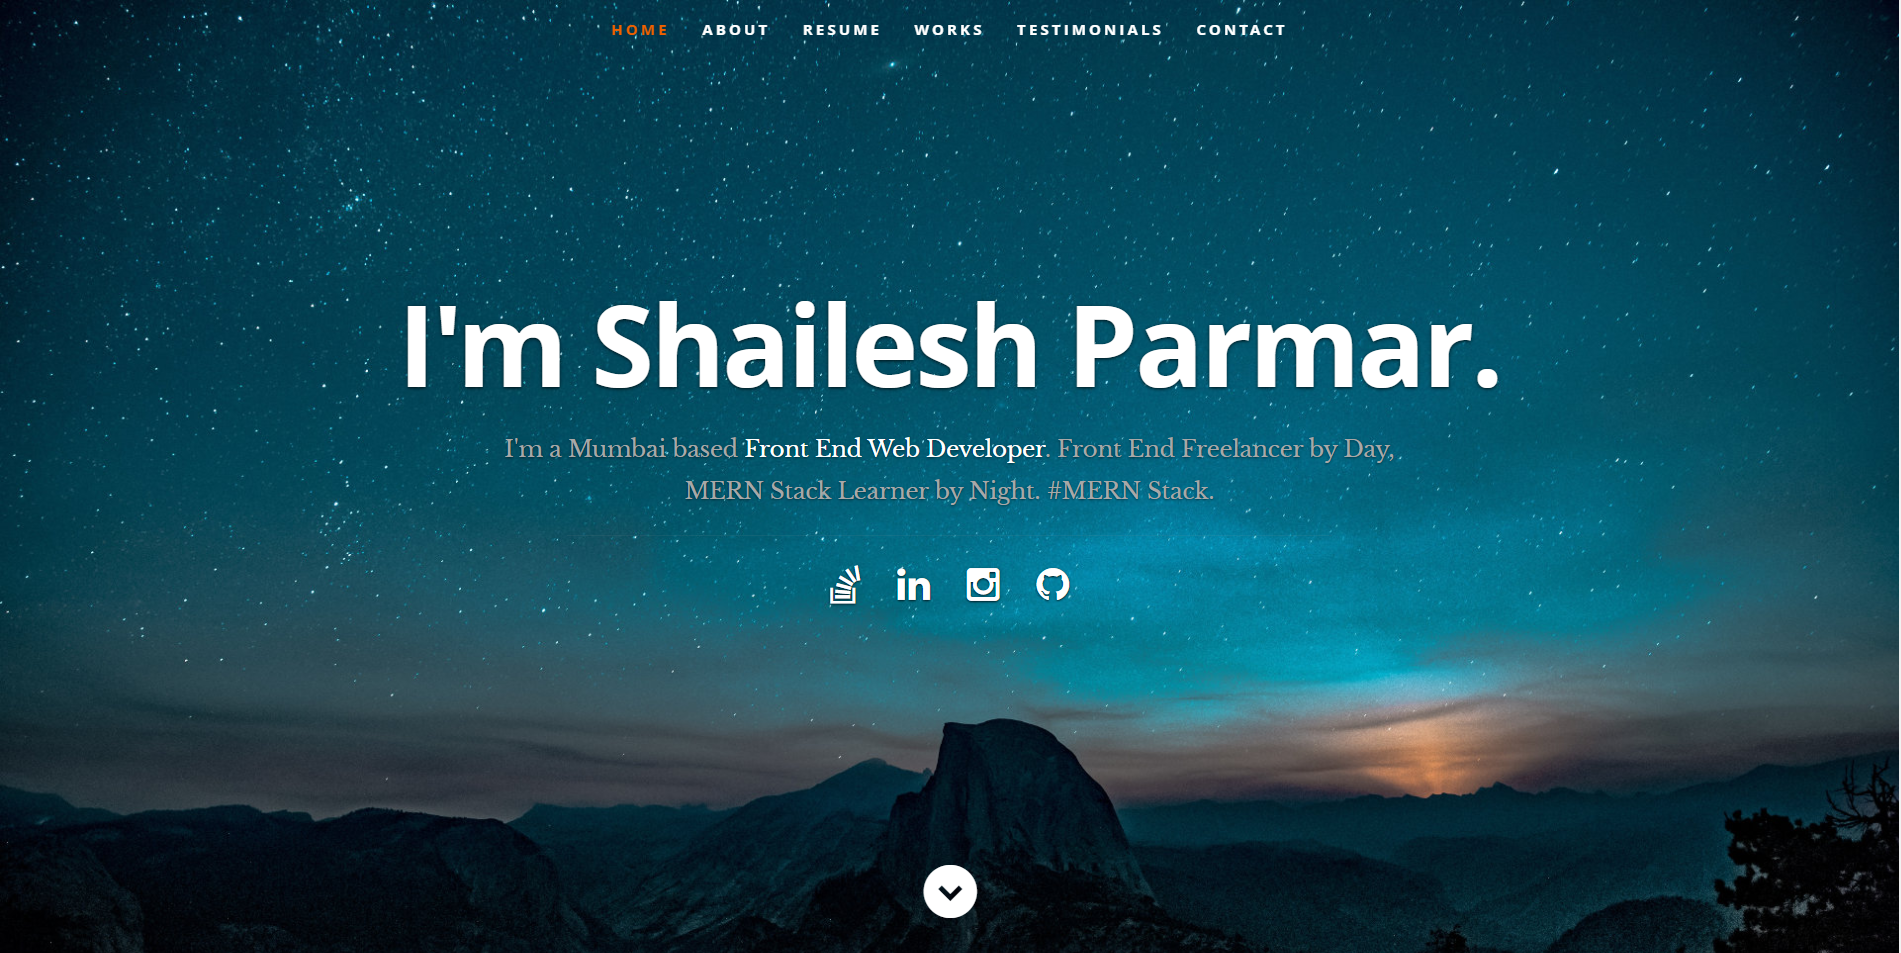 HOME ABOUT RESUME WORKS TESTIMONIALS CONTACT
I'm Shailesh Parmar.
I'm a Mumbai based Front End Web Developer. Front End Freelancer by Day,
MERN Stack Learner by Night. #MERN Stack.
in